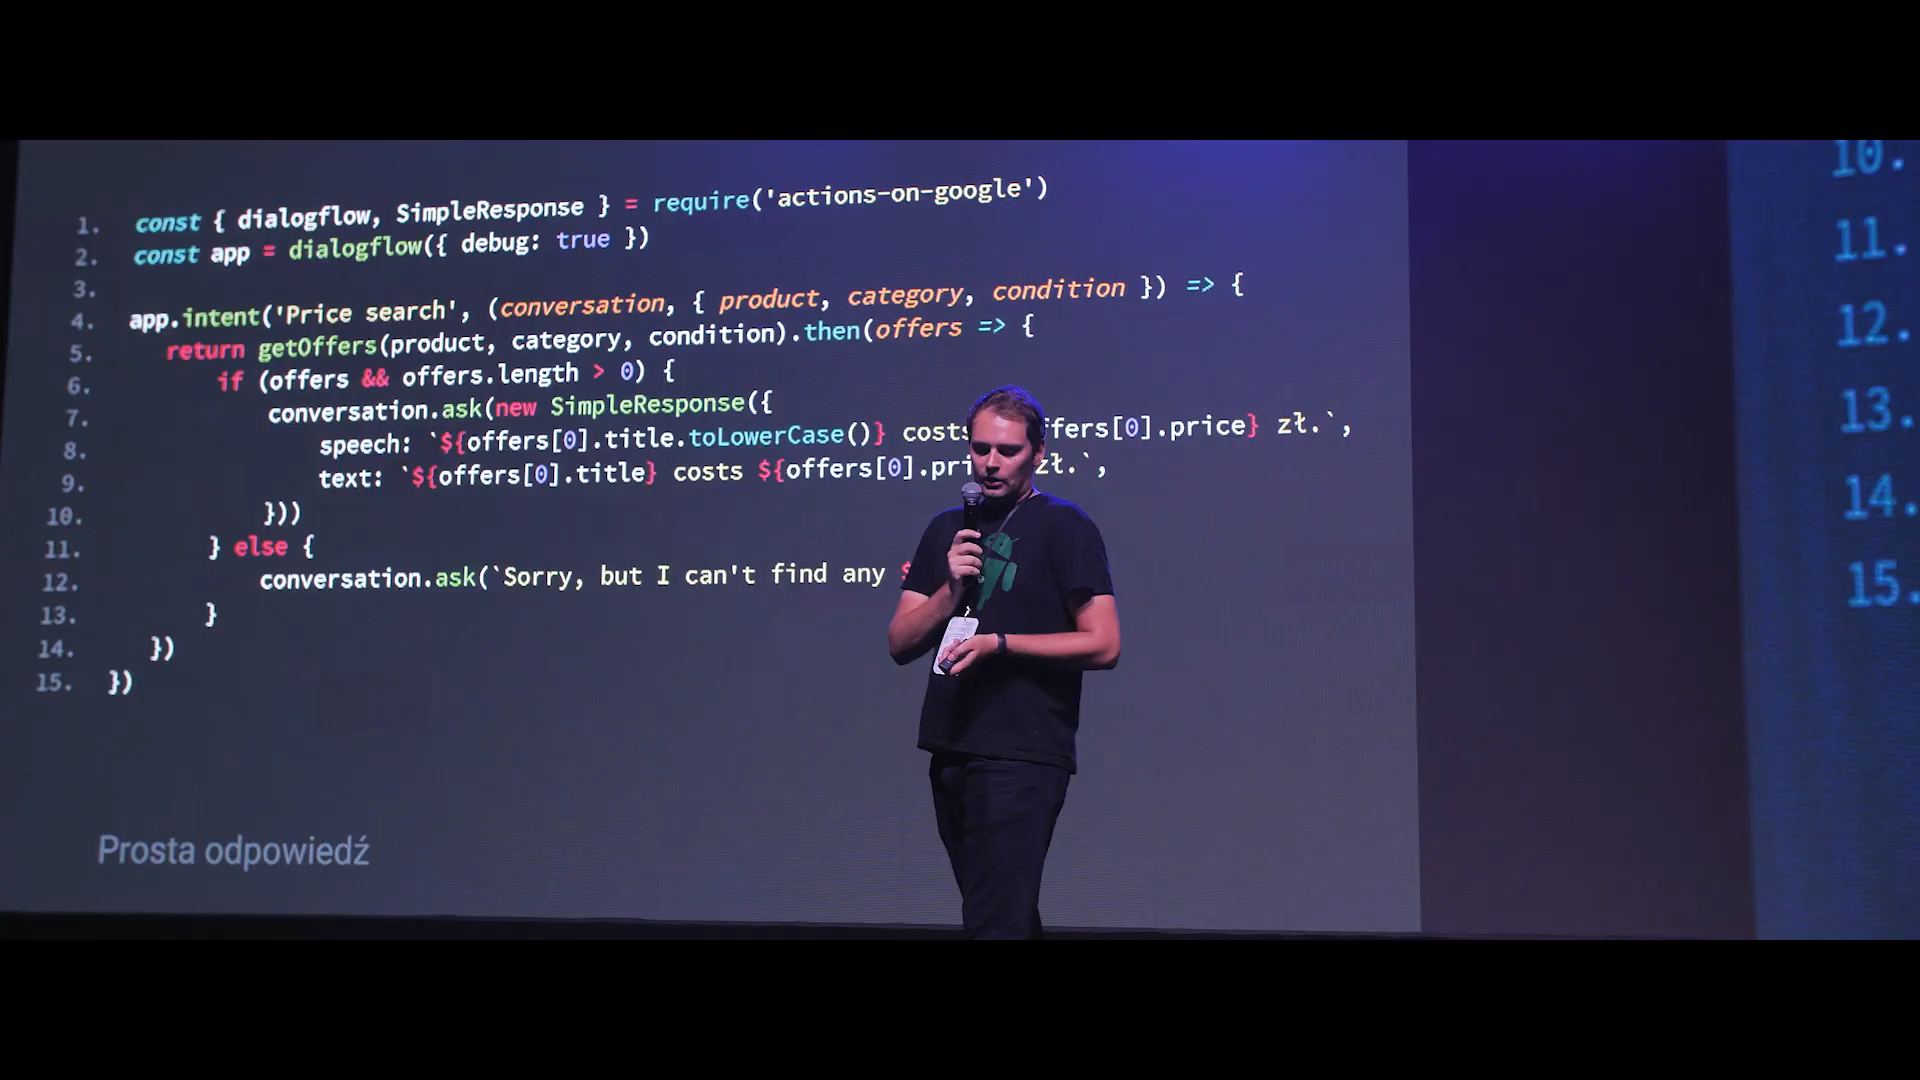 1. const { dialogflow, SimpleResponse } = require('actions-on-google')
2. const app = dialogflow({ debug: true })
3.
4. app.intent('Price search', (conversation, { product, category, condition }) => {
5. return getOffers(product, category, condition).then(offers => {
6. if (offers && offers.length > 0) {
7. conversation.ask(new SimpleResponse({
8. speech: `${offers[0].title.toLowerCase()} costs ffers[0].price} zł.`,
9. text: `${offers[0].title} costs ${offers[0].pri zł.`,
10. }))
11. } else {
12. conversation.ask(`Sorry, but I can't find any $
13. }
14. })
15. })
Prosta odpowiedź
10.
11.
12.
13.
14.
15.